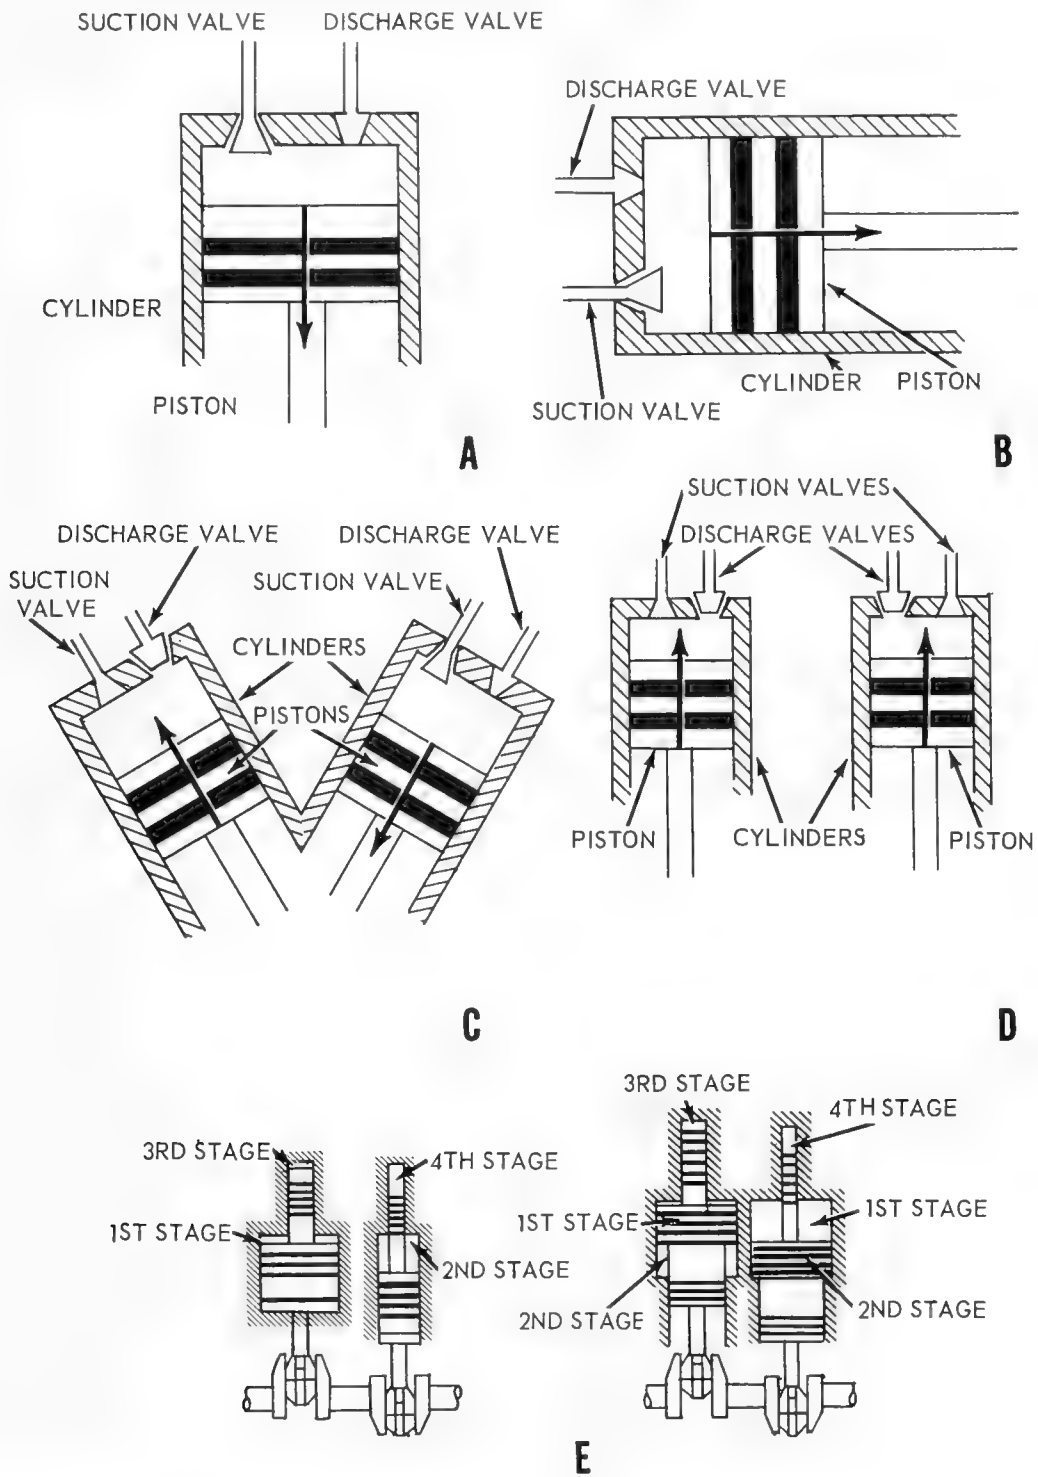 SUCTION VALVE
DISCHARGE VALVE
CYLINDER
PISTON
A
DISCHARGE VALVE
SUCTION VALVE
CYLINDER
PISTON
B
DISCHARGE VALVE
SUCTION
VALVE
DISCHARGE VALVE
SUCTION VALVE
CYLINDERS
PISTONS
C
SUCTION VALVES
DISCHARGE VALVES
PISTON
CYLINDERS
PISTON
D
3RD STAGE
4TH STAGE
1ST STAGE
2ND STAGE
3RD STAGE
4TH STAGE
1ST STAGE
1ST STAGE
2ND STAGE
2ND STAGE
E